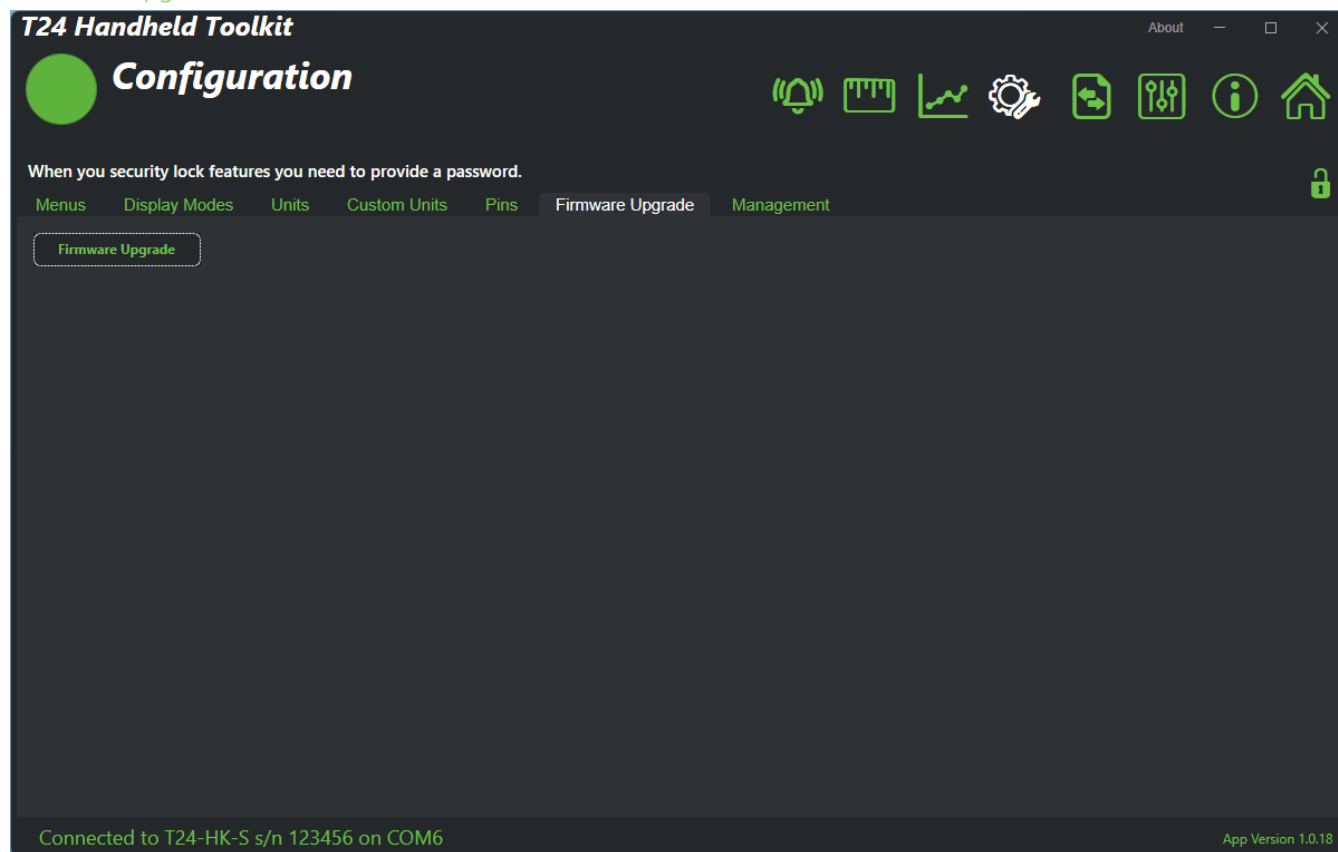 T24 Handheld Toolkit
About
Configuration
When you security lock features you need to provide a password.
Menus Display Modes Units Custom Units Pins Firmware Upgrade Management
Firmware Upgrade
Connected to T24-HK-S s/n 123456 on COM6
App Version 1.0.18